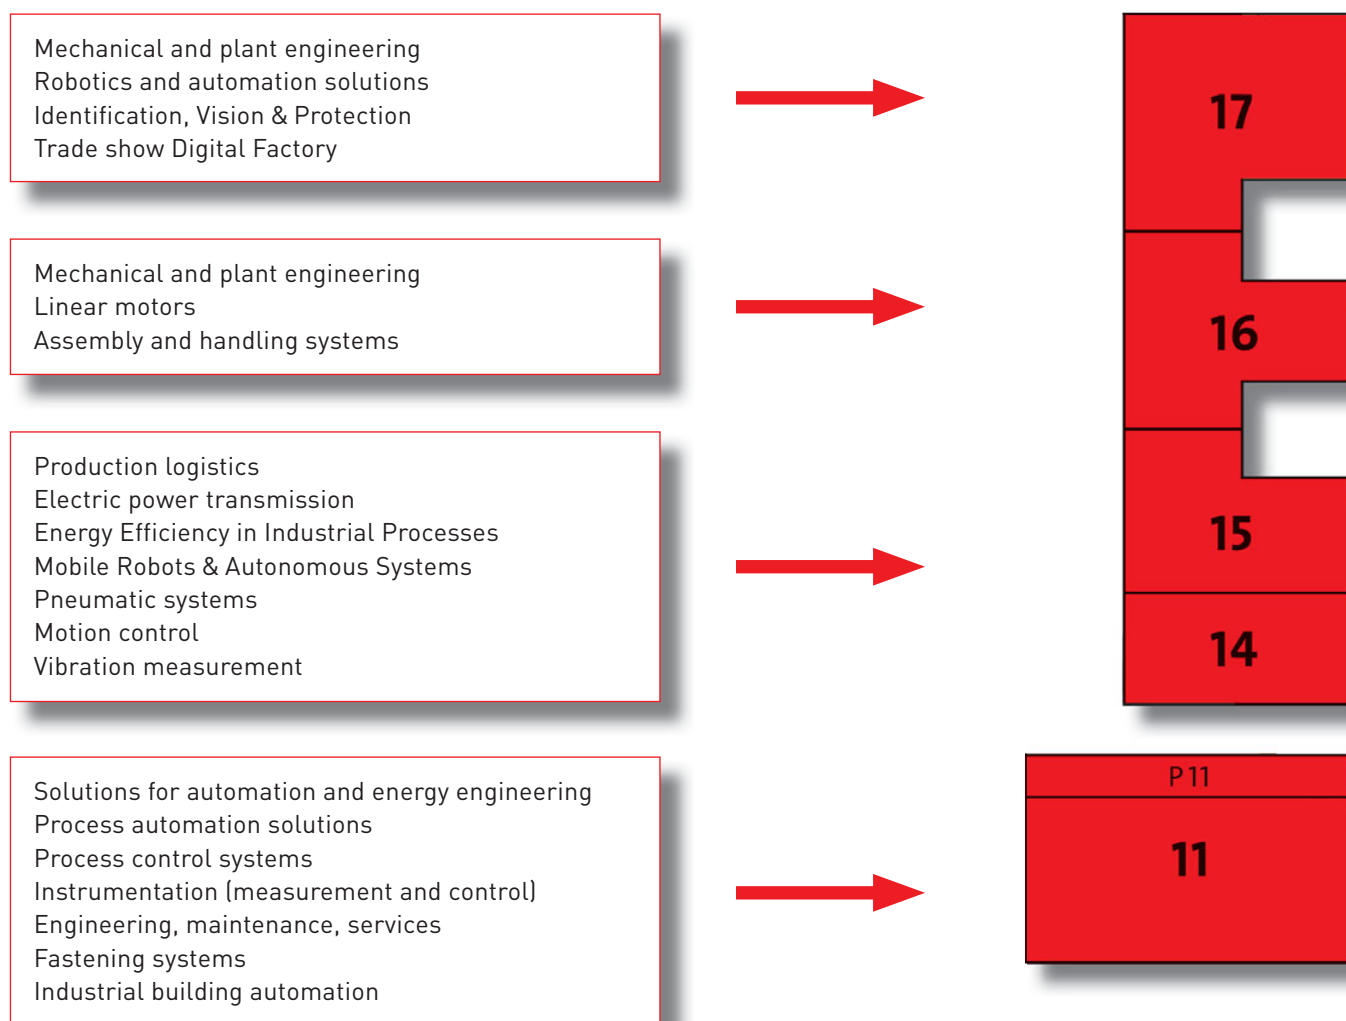 Mechanical and plant engineering
Robotics and automation solutions
Identification, Vision & Protection
Trade show Digital Factory
17
Mechanical and plant engineering
Linear motors
Assembly and handling systems
16
Production logistics
Electric power transmission
Energy Efficiency in Industrial Processes
Mobile Robots & Autonomous Systems
Pneumatic systems
Motion control
Vibration measurement
15
14
Solutions for automation and energy engineering
Process automation solutions
Process control systems
Instrumentation (measurement and control)
Engineering, maintenance, services
Fastening systems
Industrial building automation
P 11
11